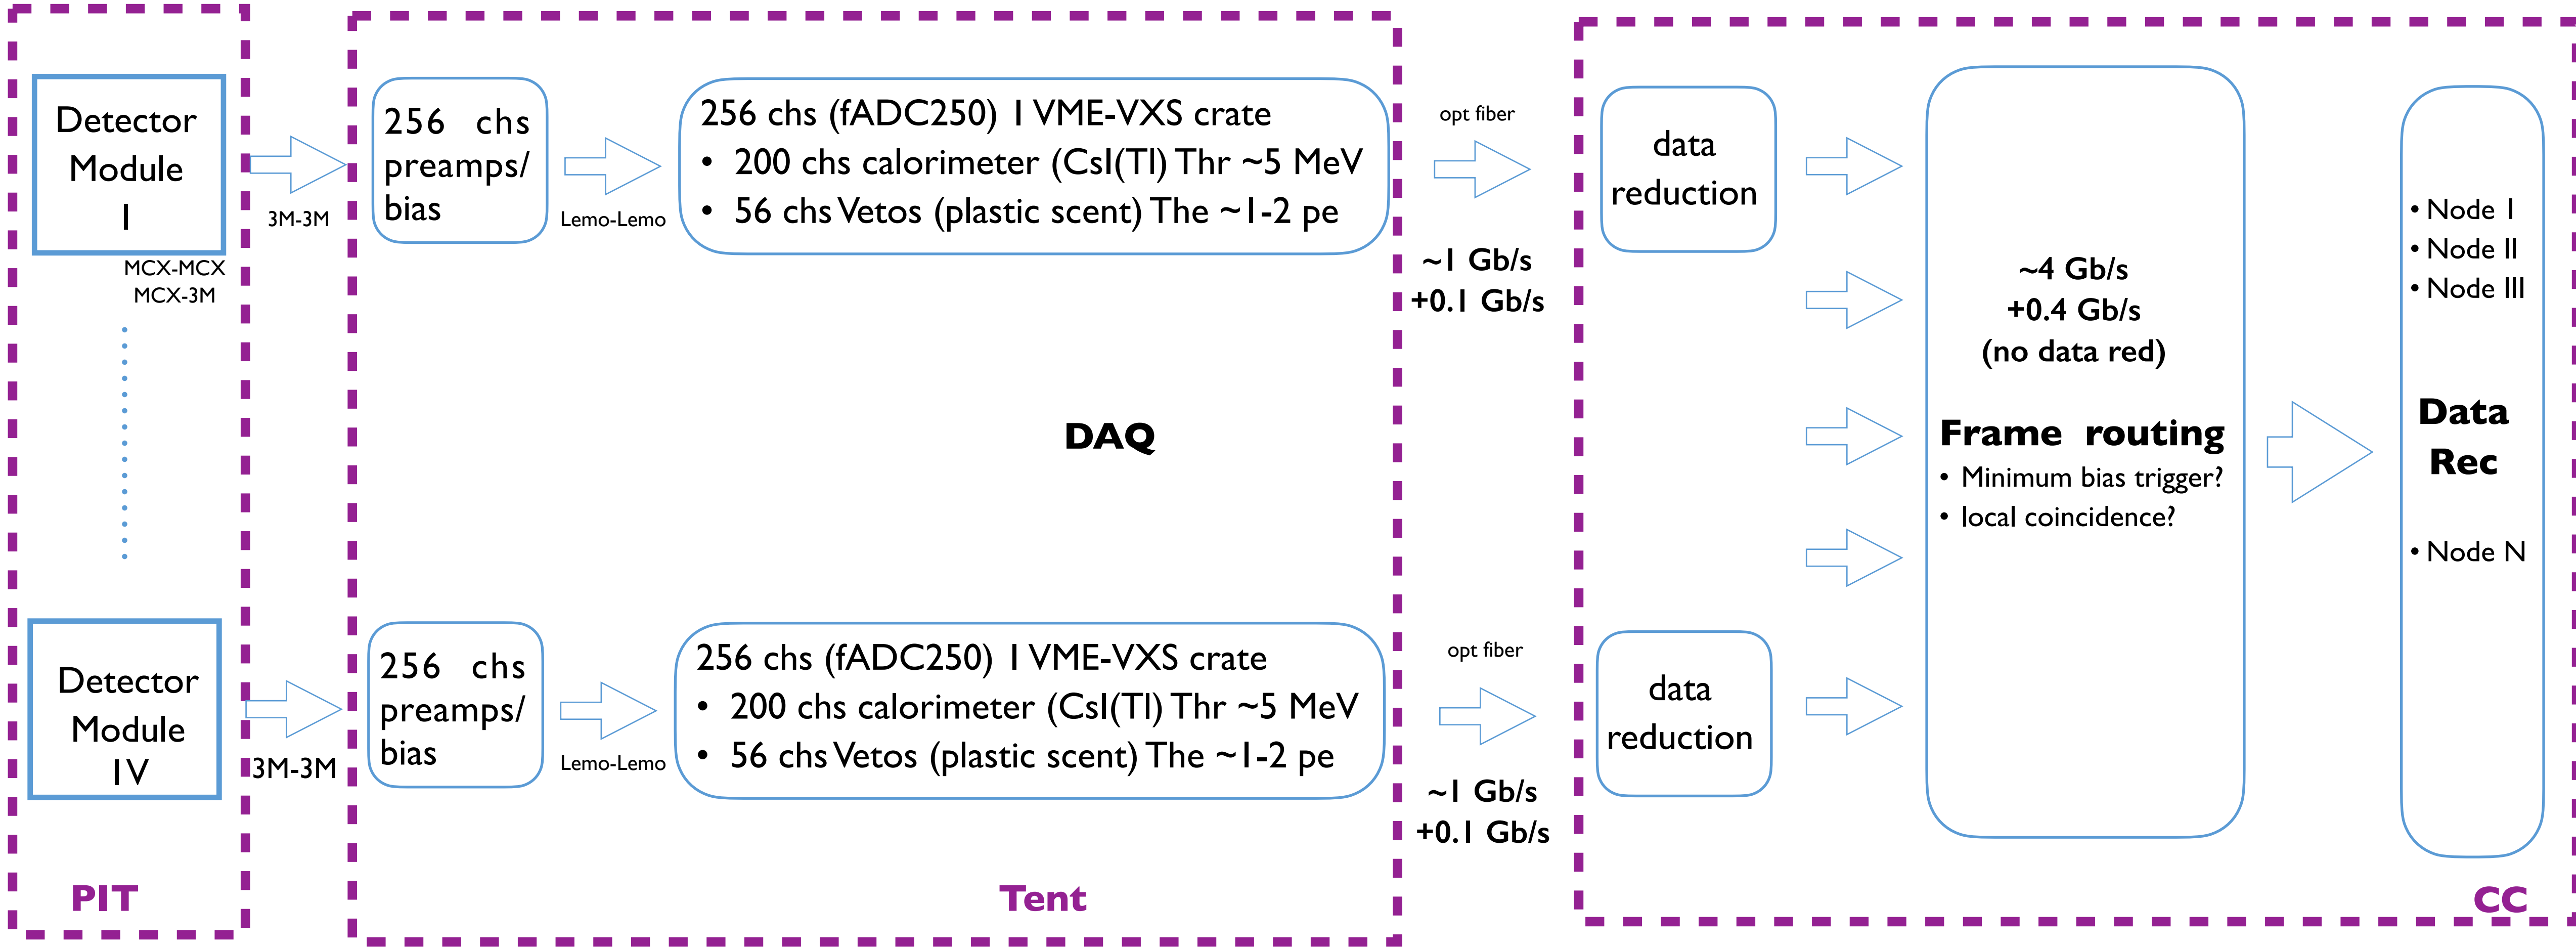 Detector
Module
I
MCX-MCX
MCX-3M
3M-3M
256 chs
preamps/
bias
Lemo-Lemo
256 chs (fADC250) 1 VME-VXS crate
• 200 chs calorimeter (CsI(Tl) Thr ~5 MeV
• 56 chs Vetos (plastic scent) The ~1-2 pe
opt fiber
~1 Gb/s
+0.1 Gb/s
data
reduction
~4 Gb/s
+0.4 Gb/s
(no data red)
Frame routing
• Minimum bias trigger?
• local coincidence?
• Node I
• Node II
• Node III
Data
Rec
• Node N
DAQ
Detector
Module
IV
3M-3M
256 chs
preamps/
bias
Lemo-Lemo
256 chs (fADC250) 1 VME-VXS crate
• 200 chs calorimeter (CsI(Tl) Thr ~5 MeV
• 56 chs Vetos (plastic scent) The ~1-2 pe
opt fiber
~1 Gb/s
+0.1 Gb/s
data
reduction
PIT
Tent
CC